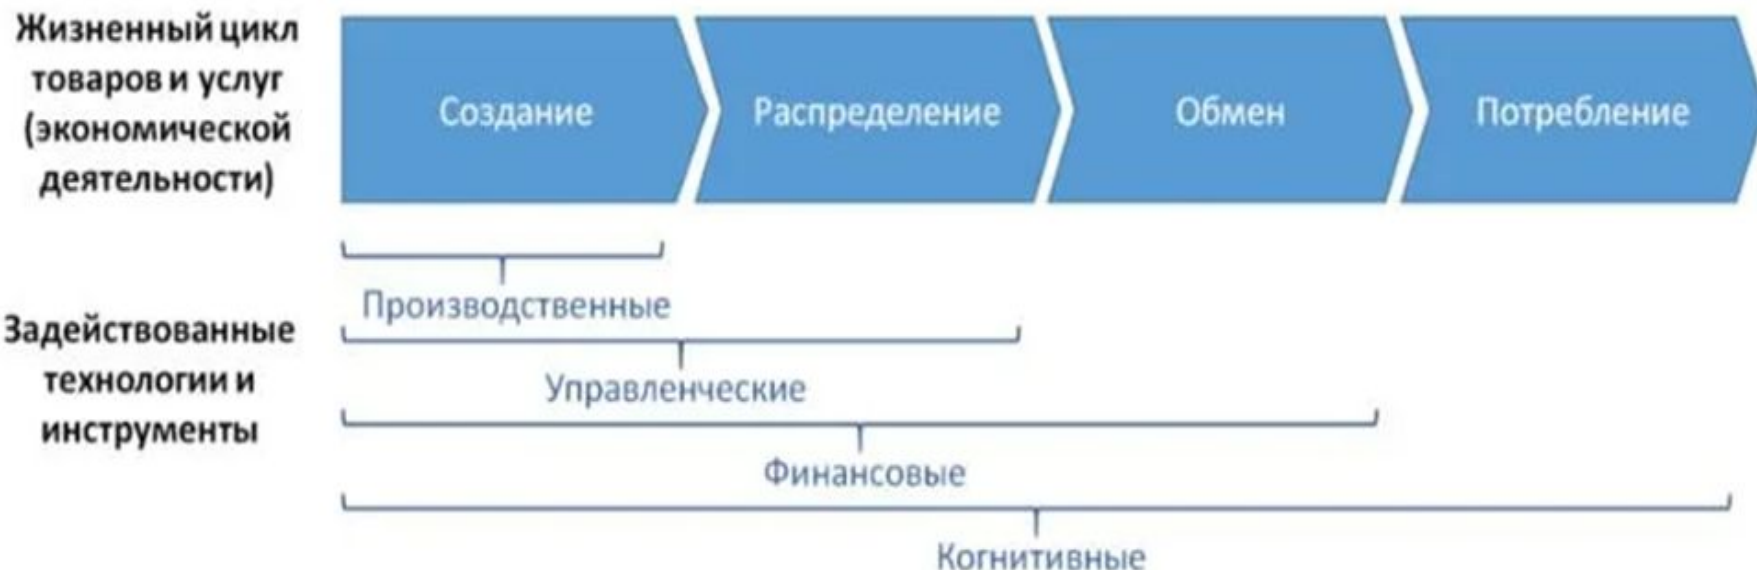 Жизненный цикл
товаров и услуг
(экономической
деятельности)
Создание
Распределение
Обмен
Потребление
Задействованные
технологии и
инструменты
Производственные
Управленческие
Финансовые
Когнитивные